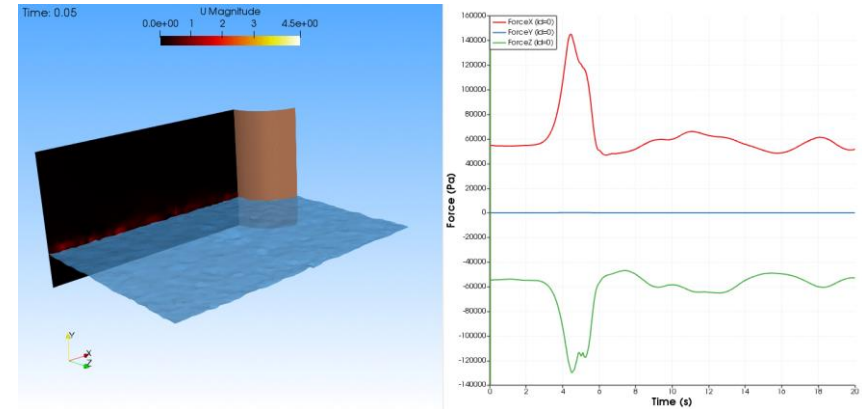 Time: 0.05
U Magnitude
0.0e+00 1 2 3 4.5e+00
Y
X
Z
ForceX (id=0)
ForceY (id=0)
ForceZ (id=0)
160000
140000
120000
100000
80000
60000
40000
20000
0
-20000
-40000
-60000
-80000
-100000
-120000
-140000
Force (Pa)
0 2 4 6 8 10 12 14 16 18 20
Time (s)